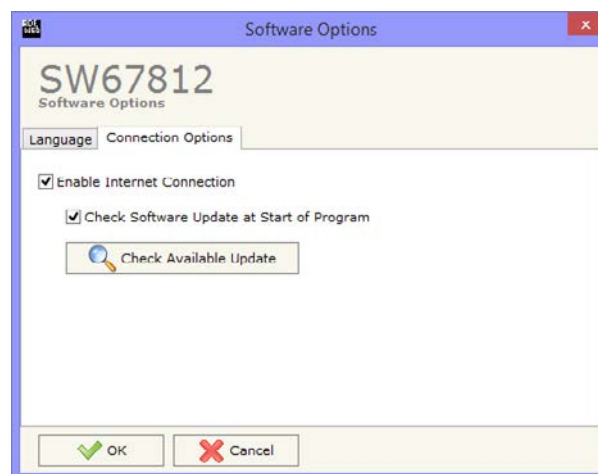 Software Options
SW67812
Software Options
Language
Connection Options
Enable Internet Connection
Check Software Update at Start of Program
Check Available Update
OK
Cancel